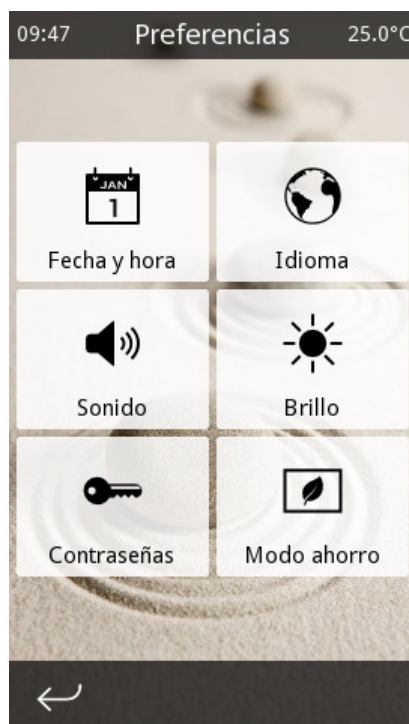 09:47 Preferencias 25.0°C
JAN
1
Fecha y hora Idioma
Sonido Brillo
Contraseñas Modo ahorro